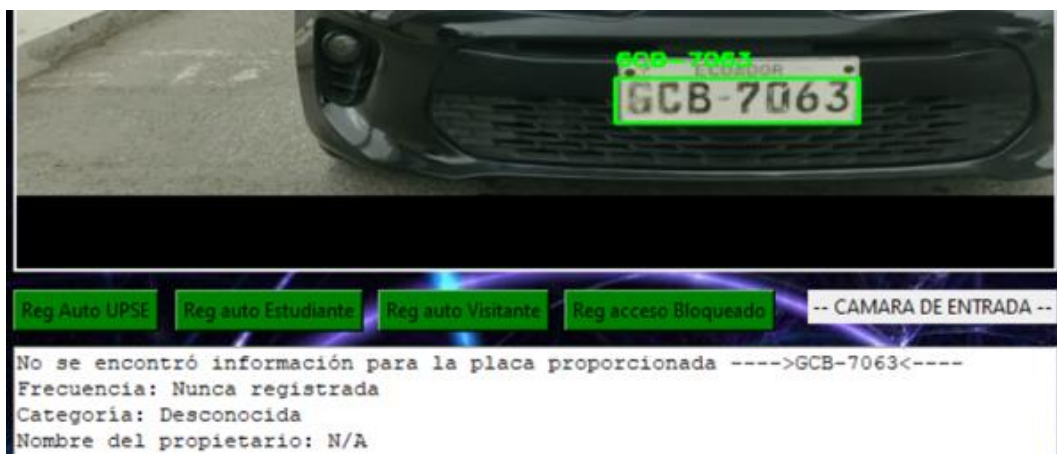 GCB-7063
ECUADOR
GCB-7063
Reg Auto UPSE
Reg auto Estudiante
Reg auto Visitante
Reg acceso Bloqueado
-- CAMARA DE ENTRADA --
No se encontró información para la placa proporcionada ---->GCB-7063<----
Frecuencia: Nunca registrada
Categoría: Desconocida
Nombre del propietario: N/A